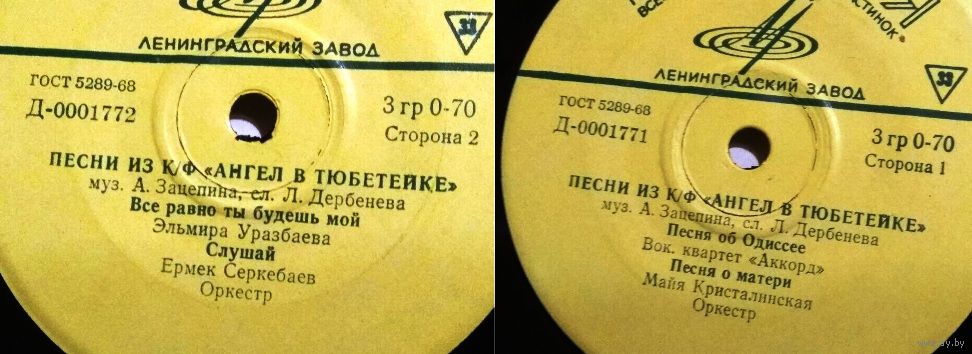 ЛЕНИНГРАДСКИЙ ЗАВОД
33
ГОСТ 5289-68
Д-0001772
3 гр 0-70
Сторона 2
ПЕСНИ ИЗ К/Ф «АНГЕЛ В ТЮБЕТЕЙКЕ»
муз. А. Зацепина, сл. Л. Дербенева
Все равно ты будешь мой
Эльмира Уразбаева
Слушай
Ермек Серкебаев
Оркестр
ЛЕНИНГРАДСКИЙ ЗАВОД
33
ГОСТ 5289-68
Д-0001771
3 гр 0-70
Сторона 1
ПЕСНИ ИЗ К/Ф «АНГЕЛ В ТЮБЕТЕЙКЕ»
муз. А. Зацепина, сл. Л. Дербенева
Песня об Одиссее
Вок. квартет «Аккорд»
Песня о матери
Майя Кристалинская
Оркестр